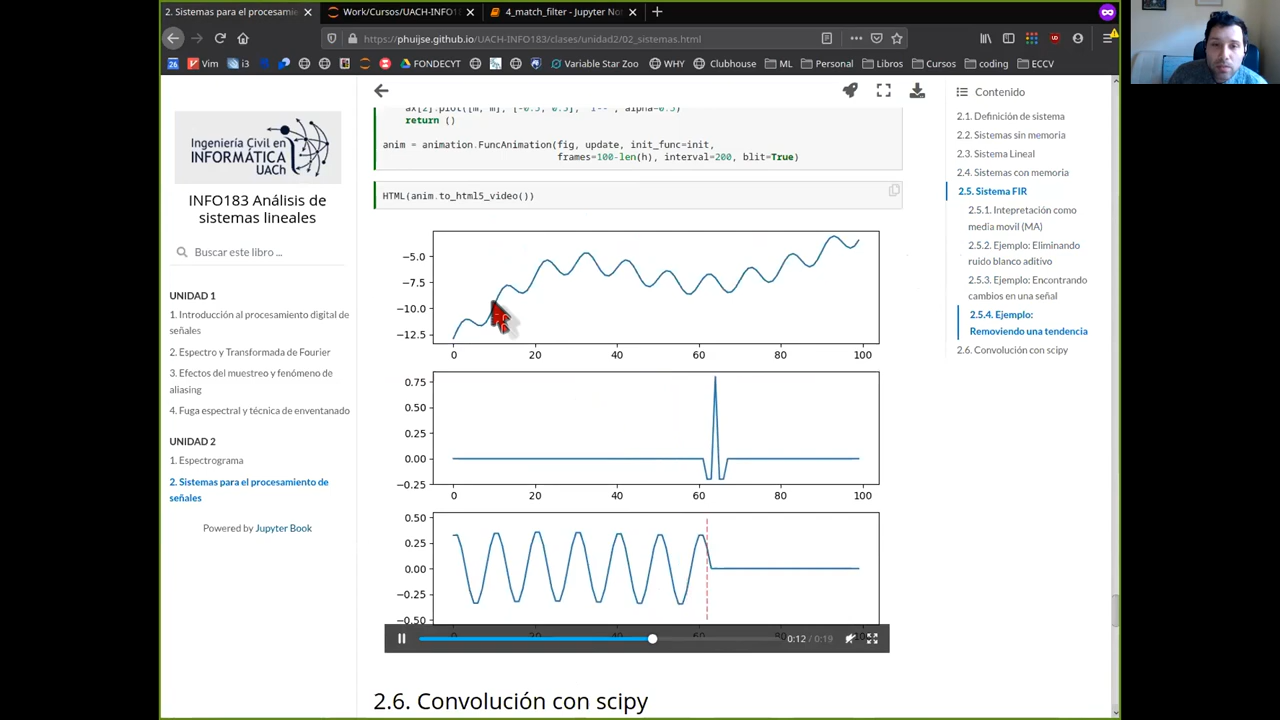 2. Sistemas para el procesamie
Work/Cursos/UACH-INFO1
4_match_filter - Jupyter No
https://phuijse.github.io/UACH-INFO183/clases/unidad2/02_sistemas.html
Vim
i3
FONDECYT
Variable Star Zoo
WHY
Clubhouse
ML
Personal
Libros
Cursos
coding
ECCV
Ingeniería Civil en
INFORMÁTICA
UACh
INFO183 Análisis de
sistemas lineales
Buscar este libro ...
UNIDAD 1
1. Introducción al procesamiento digital de
señales
2. Espectro y Transformada de Fourier
3. Efectos del muestreo y fenómeno de
aliasing
4. Fuga espectral y técnica de enventanado
UNIDAD 2
1. Espectrograma
2. Sistemas para el procesamiento de
señales
Powered by Jupyter Book
return ()
anim = animation.FuncAnimation(fig, update, init_func=init,
frames=100-len(h), interval=200, blit=True)
HTML(anim.to_html5_video())
−5.0
−7.5
−10.0
−12.5
0 20 40 60 80 100
0.75
0.50
0.25
0.00
−0.25
0 20 40 60 80 100
0.50
0.25
0.00
−0.25
−0.50
0:12 / 0:19
2.6. Convolución con scipy
Contenido
2.1. Definición de sistema
2.2. Sistemas sin memoria
2.3. Sistema Lineal
2.4. Sistemas con memoria
2.5. Sistema FIR
2.5.1. Intepretación como
media movil (MA)
2.5.2. Ejemplo: Eliminando
ruido blanco aditivo
2.5.3. Ejemplo: Encontrando
cambios en una señal
2.5.4. Ejemplo:
Removiendo una tendencia
2.6. Convolución con scipy